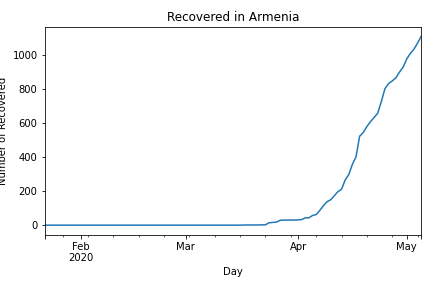 Recovered in Armenia
Number of Recovered
1000
800
600
400
200
0
Feb
2020
Mar
Apr
May
Day